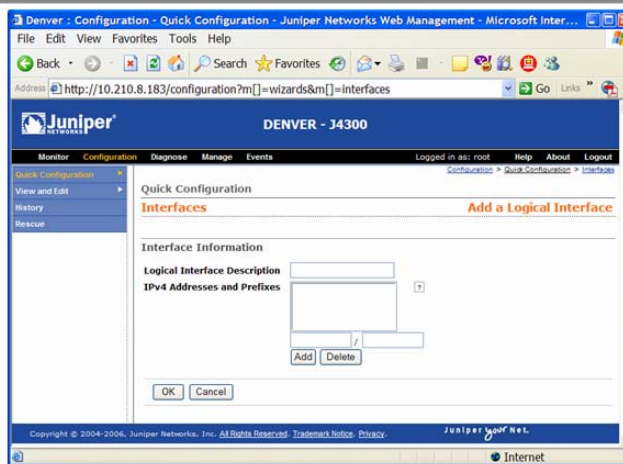 Denver : Configuration - Quick Configuration - Juniper Networks Web Management - Microsoft Inter...
File Edit View Favorites Tools Help
Back Search Favorites
Address http://10.210.8.183/configuration?m[]=wizards&m[]=interfaces Go Links »
Juniper
NETWORKS
DENVER - J4300
Monitor Configuration Diagnose Manage Events Logged in as: root Help About Logout
Configuration > Quick Configuration > Interfaces
Quick Configuration
View and Edit
History
Rescue
Quick Configuration
Interfaces Add a Logical Interface
Interface Information
Logical Interface Description
IPv4 Addresses and Prefixes ?
/
Add Delete
OK Cancel
Copyright © 2004-2006, Juniper Networks, Inc. All Rights Reserved. Trademark Notice. Privacy. Juniper your Net.
Internet